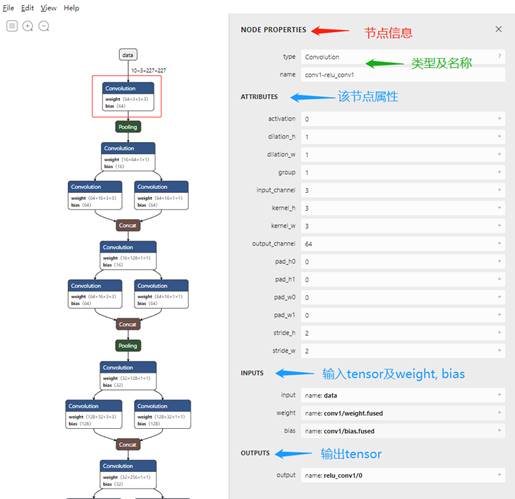 File Edit View Help
data
10×3×227×227
Convolution
weight ⟨64×3×3×3⟩
bias ⟨64⟩
Pooling
Convolution
weight ⟨16×64×1×1⟩
bias ⟨16⟩
Convolution
weight ⟨64×16×3×3⟩
bias ⟨64⟩
Convolution
weight ⟨64×16×1×1⟩
bias ⟨64⟩
Concat
Convolution
weight ⟨16×128×1×1⟩
bias ⟨16⟩
Convolution
weight ⟨64×16×3×3⟩
bias ⟨64⟩
Convolution
weight ⟨64×16×1×1⟩
bias ⟨64⟩
Concat
Pooling
Convolution
weight ⟨32×128×1×1⟩
bias ⟨32⟩
Convolution
weight ⟨128×32×3×3⟩
bias ⟨128⟩
Convolution
weight ⟨128×32×1×1⟩
bias ⟨128⟩
Concat
Convolution
weight ⟨32×256×1×1⟩
bias ⟨32⟩
Convolution
Convolution
NODE PROPERTIES
节点信息
type Convolution ?
类型及名称
name conv1-relu_conv1
ATTRIBUTES
该节点属性
activation 0 +
dilation_h 1 +
dilation_w 1 +
group 1 +
input_channel 3 +
kernel_h 3 +
kernel_w 3 +
output_channel 64 +
pad_h0 0 +
pad_h1 0 +
pad_w0 0 +
pad_w1 0 +
stride_h 2 +
stride_w 2 +
INPUTS
输入tensor及weight, bias
input name: data +
weight name: conv1/weight.fused +
bias name: conv1/bias.fused +
OUTPUTS
输出tensor
output name: relu_conv1/0 +